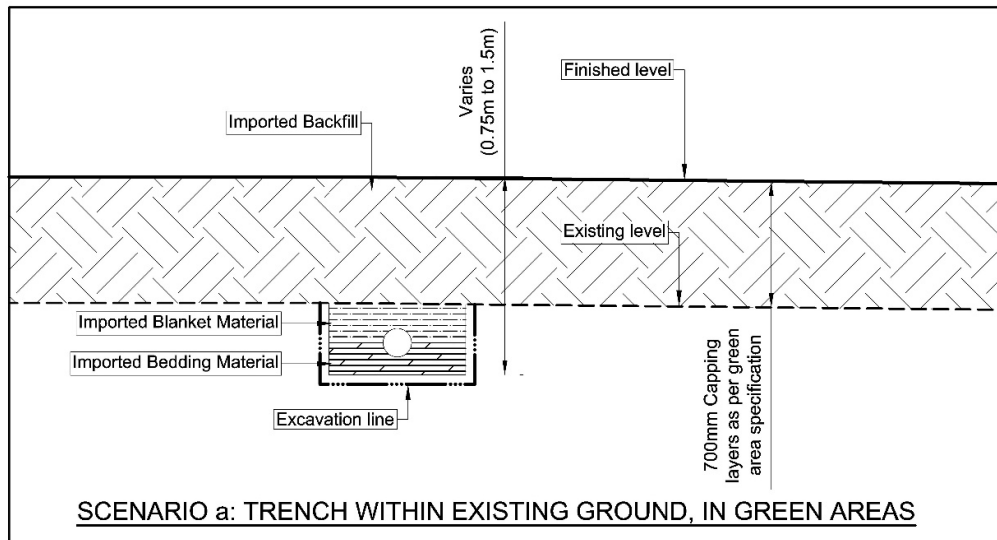 Finished level
Varies
(0.75m to 1.5m)
Imported Backfill
Existing level
Imported Blanket Material
Imported Bedding Material
Excavation line
700mm Capping
layers as per green
area specification
SCENARIO a: TRENCH WITHIN EXISTING GROUND, IN GREEN AREAS